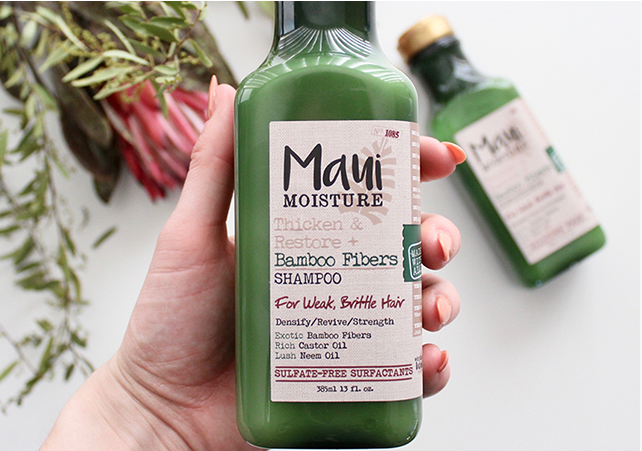 1985
Maui
MOISTURE
Thicken &
Restore +
Bamboo Fibers
SHAMPOO
For Weak, Brittle Hair
Densify/Revive/Strength
Exotic Bamboo Fibers
Rich Castor Oil
Lush Neem Oil
SULFATE-FREE SURFACTANTS
385ml 13 fl. oz.
Maui
MOISTURE